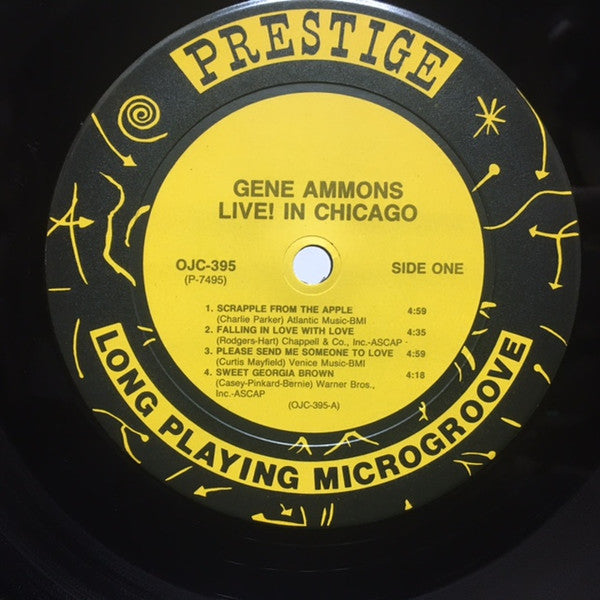 PRESTIGE
GENE AMMONS
LIVE! IN CHICAGO
OJC-395
(P-7495)
SIDE ONE
1. SCRAPPLE FROM THE APPLE 4:59
(Charlie Parker) Atlantic Music-BMI
2. FALLING IN LOVE WITH LOVE 4:35
(Rodgers-Hart) Chappell & Co., Inc.-ASCAP
3. PLEASE SEND ME SOMEONE TO LOVE 4:59
(Curtis Mayfield) Venice Music-BMI
4. SWEET GEORGIA BROWN 4:18
(Casey-Pinkard-Bernie) Warner Bros.,
Inc.-ASCAP
(OJC-395-A)
LONG PLAYING MICROGROOVE